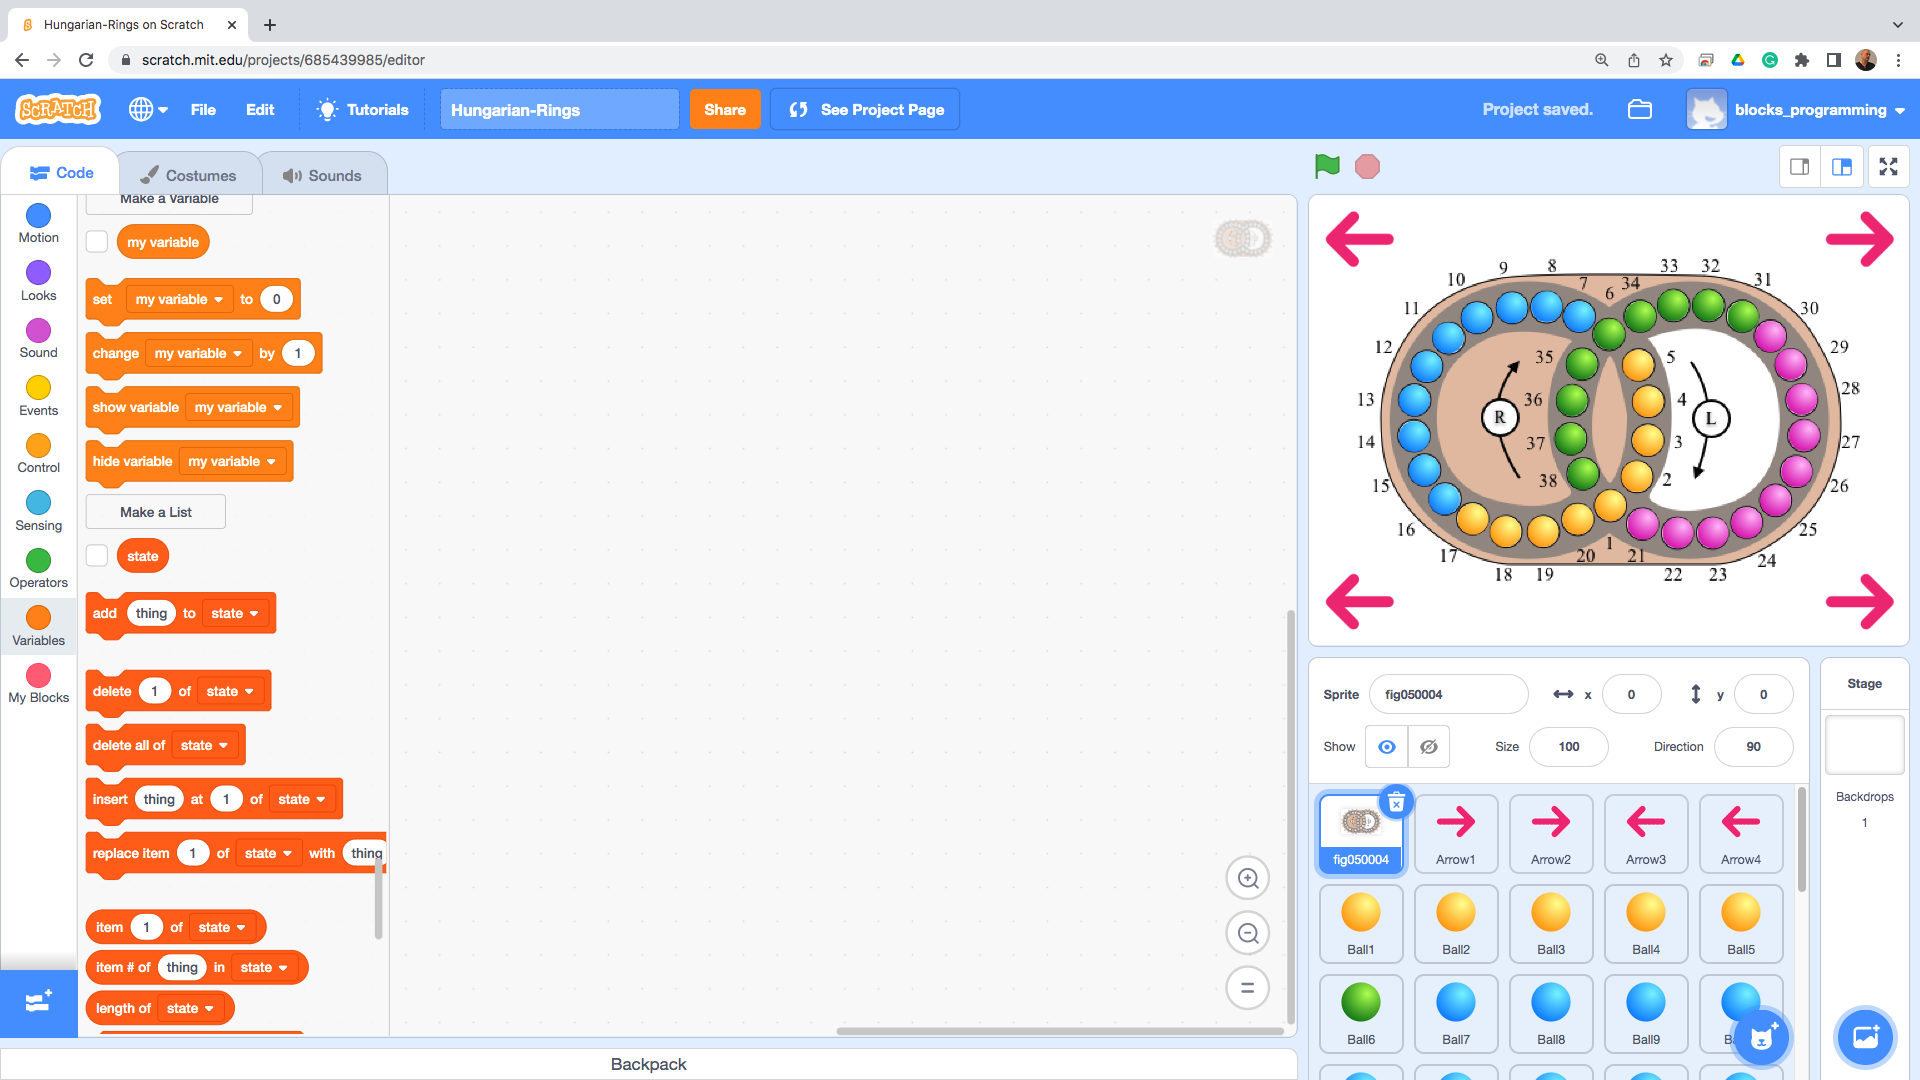 Hungarian-Rings on Scratch
scratch.mit.edu/projects/685439985/editor
SCRATCH
File
Edit
Tutorials
Hungarian-Rings
Share
See Project Page
Project saved.
blocks_programming
Code
Costumes
Sounds
Motion
Looks
Sound
Events
Control
Sensing
Operators
Variables
My Blocks
Make a Variable
my variable
set my variable to 0
change my variable by 1
show variable my variable
hide variable my variable
Make a List
state
add thing to state
delete 1 of state
delete all of state
insert thing at 1 of state
replace item 1 of state with thing
item 1 of state
item # of thing in state
length of state
Backpack
9 8 33 32
10 7 6 34 31
11 30
12 35 5 29
13 36 R 4 L 28
14 37 3 27
15 38 2 26
16 25
17 20 1 21 24
18 19 22 23
Sprite fig050004 x 0 y 0
Show Size 100 Direction 90
Stage
Backdrops
1
fig050004 Arrow1 Arrow2 Arrow3 Arrow4
Ball1 Ball2 Ball3 Ball4 Ball5
Ball6 Ball7 Ball8 Ball9